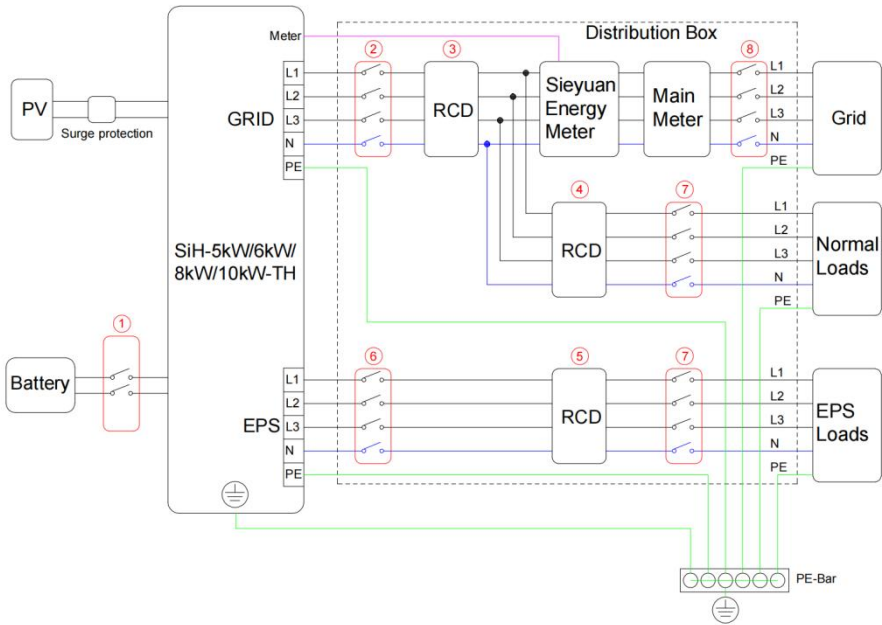 Distribution Box
Meter
②
③
⑧
L1
L2
L3
N
PE
GRID
RCD
Sieyuan
Energy
Meter
Main
Meter
L1
L2
L3
N
PE
Grid
PV
Surge protection
④
⑦
RCD
L1
L2
L3
N
PE
Normal
Loads
SiH-5kW/6kW/
8kW/10kW-TH
①
Battery
⑥
⑤
⑦
L1
L2
L3
N
PE
EPS
RCD
L1
L2
L3
N
PE
EPS
Loads
PE-Bar